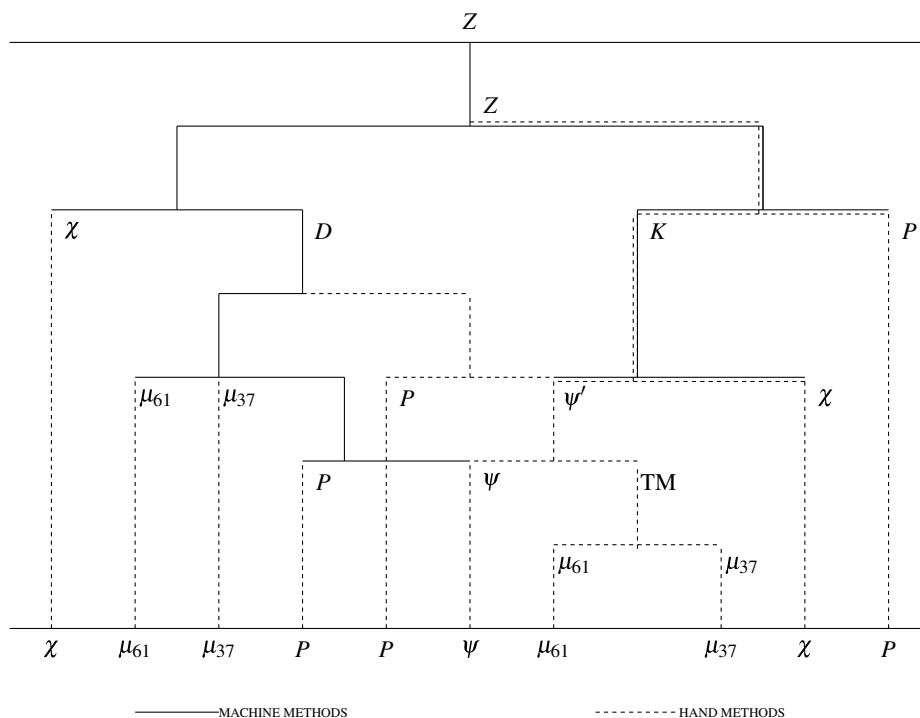 Z
Z
χ D K P
μ61 μ37 P ψ′ χ
P ψ TM
μ61 μ37
χ μ61 μ37 P P ψ μ61 μ37 χ P
MACHINE METHODS HAND METHODS